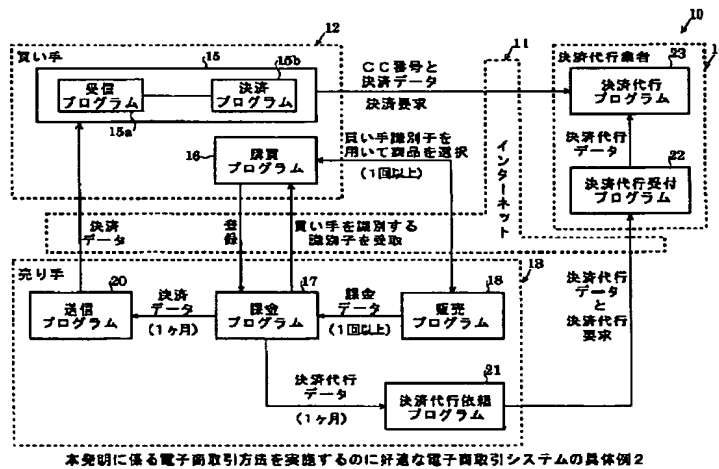 10
12
11
買い手
15
15b
受信
プログラム
決済
プログラム
15a
CC番号と
決済データ
決済要求
決済代行業者
1
23
決済代行
プログラム
16
購買
プログラム
買い手識別子を
用いて商品を選択
(1回以上)
インターネット
決済代行
データ
22
決済代行受付
プログラム
決済
データ
登録
買い手を識別する
識別子を受取
売り手
13
20
送信
プログラム
決済
データ
(1ヶ月)
17
課金
プログラム
課金
データ
(1回以上)
18
販売
プログラム
決済代行
データ
と
決済代行
要求
決済代行
データ
(1ヶ月)
21
決済代行依頼
プログラム
本発明に係る電子商取引方法を実施するのに好適な電子商取引システムの具体例2